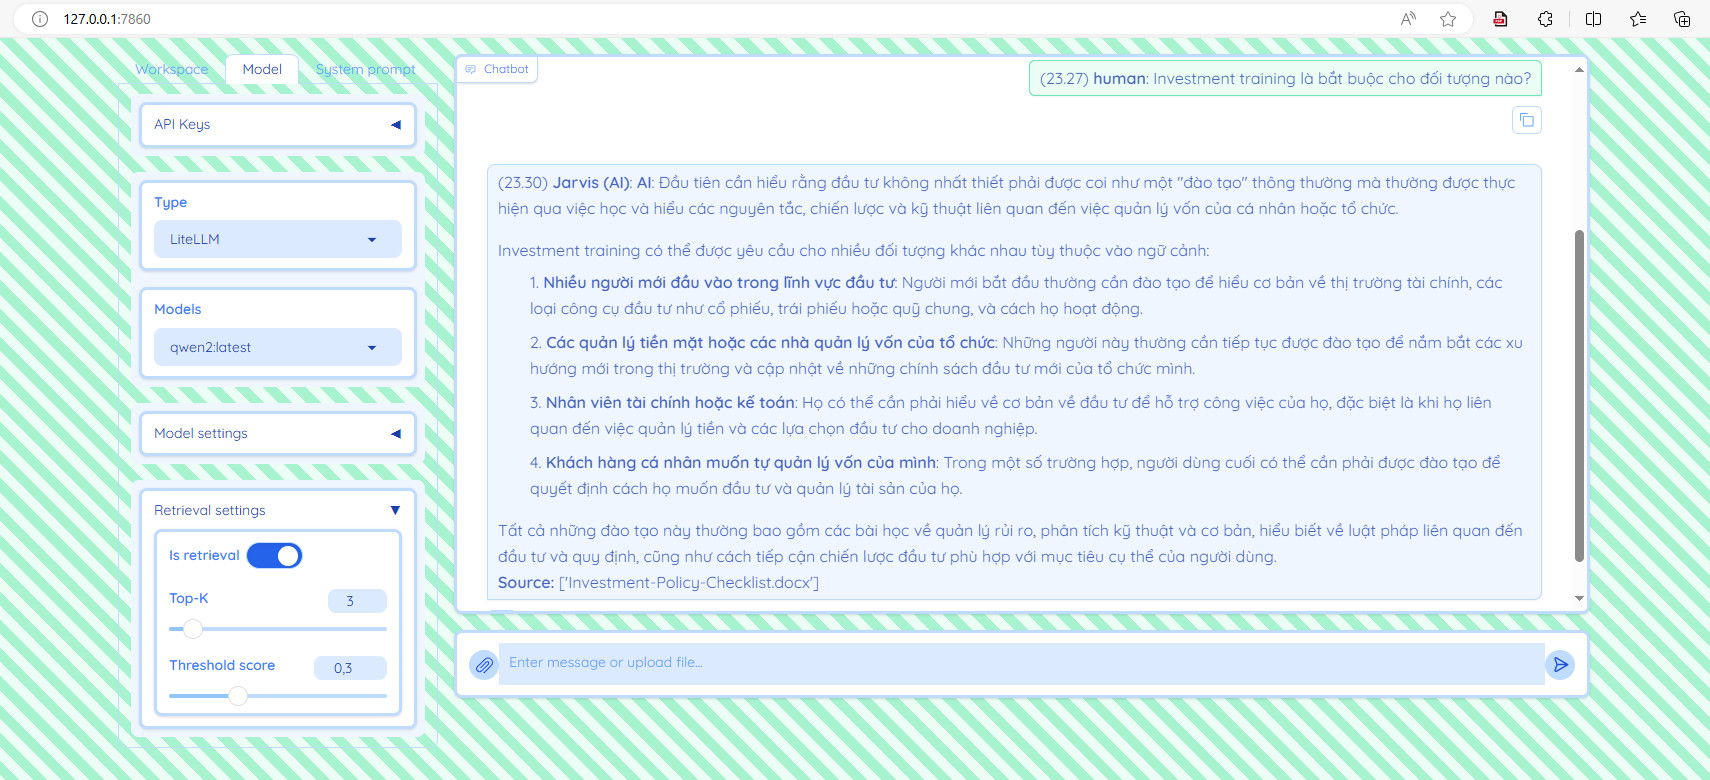 127.0.0.1:7860
Workspace
Model
System prompt
API Keys
Type
LiteLLM
Models
qwen2:latest
Model settings
Retrieval settings
Is retrieval
Top-K
3
Threshold score
0,3
Chatbot
(23.27) human: Investment training là bắt buộc cho đối tượng nào?
(23.30) Jarvis (AI): AI: Đầu tiên cần hiểu rằng đầu tư không nhất thiết phải được coi như một "đào tạo" thông thường mà thường được thực
hiện qua việc học và hiểu các nguyên tắc, chiến lược và kỹ thuật liên quan đến việc quản lý vốn của cá nhân hoặc tổ chức.
Investment training có thể được yêu cầu cho nhiều đối tượng khác nhau tùy thuộc vào ngữ cảnh:
1. Nhiều người mới đầu vào trong lĩnh vực đầu tư: Người mới bắt đầu thường cần đào tạo để hiểu cơ bản về thị trường tài chính, các
loại công cụ đầu tư như cổ phiếu, trái phiếu hoặc quỹ chung, và cách họ hoạt động.
2. Các quản lý tiền mặt hoặc các nhà quản lý vốn của tổ chức: Những người này thường cần tiếp tục được đào tạo để nắm bắt các xu
hướng mới trong thị trường và cập nhật về những chính sách đầu tư mới của tổ chức mình.
3. Nhân viên tài chính hoặc kế toán: Họ có thể cần phải hiểu về cơ bản về đầu tư để hỗ trợ công việc của họ, đặc biệt là khi họ liên
quan đến việc quản lý tiền và các lựa chọn đầu tư cho doanh nghiệp.
4. Khách hàng cá nhân muốn tự quản lý vốn của mình: Trong một số trường hợp, người dùng cuối có thể cần phải được đào tạo để
quyết định cách họ muốn đầu tư và quản lý tài sản của họ.
Tất cả những đào tạo này thường bao gồm các bài học về quản lý rủi ro, phân tích kỹ thuật và cơ bản, hiểu biết về luật pháp liên quan đến
đầu tư và quy định, cũng như cách tiếp cận chiến lược đầu tư phù hợp với mục tiêu cụ thể của người dùng.
Source: ['Investment-Policy-Checklist.docx']
Enter message or upload file...